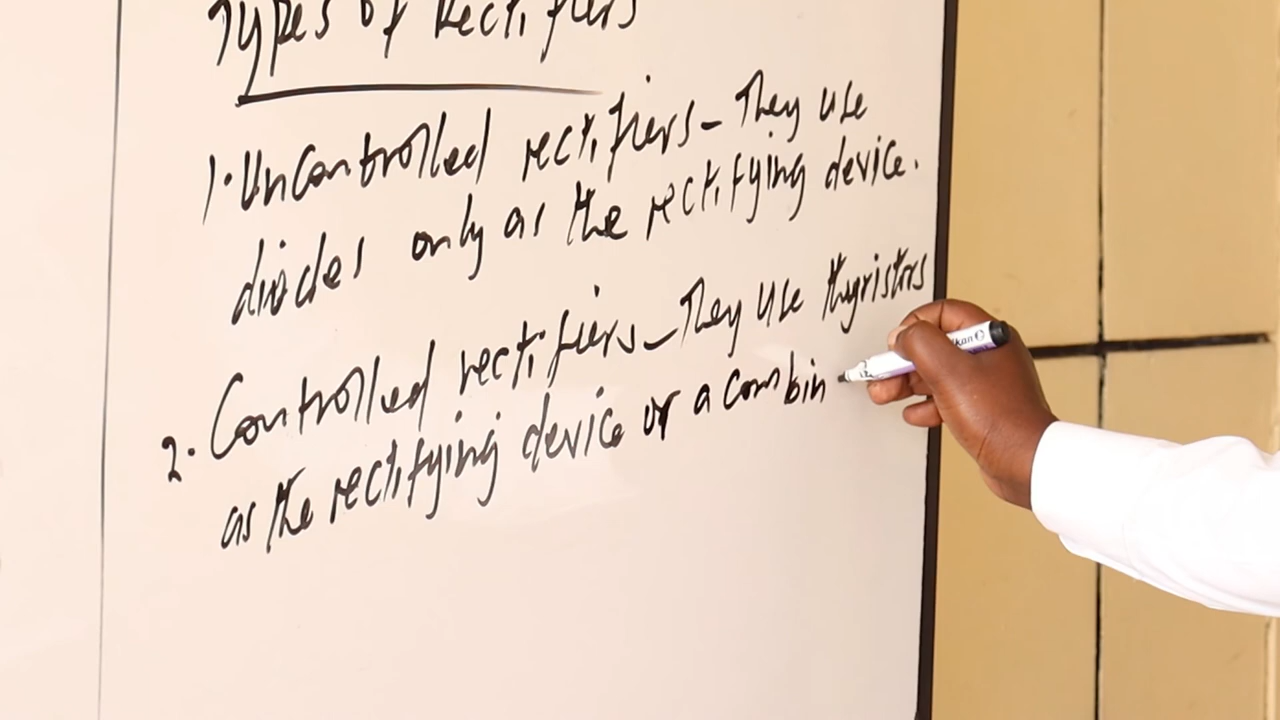 Types of Rectifiers
1. Uncontrolled rectifiers - They use
diodes only as the rectifying device.
2. Controlled rectifiers - They use thyristors
as the rectifying device or a combin